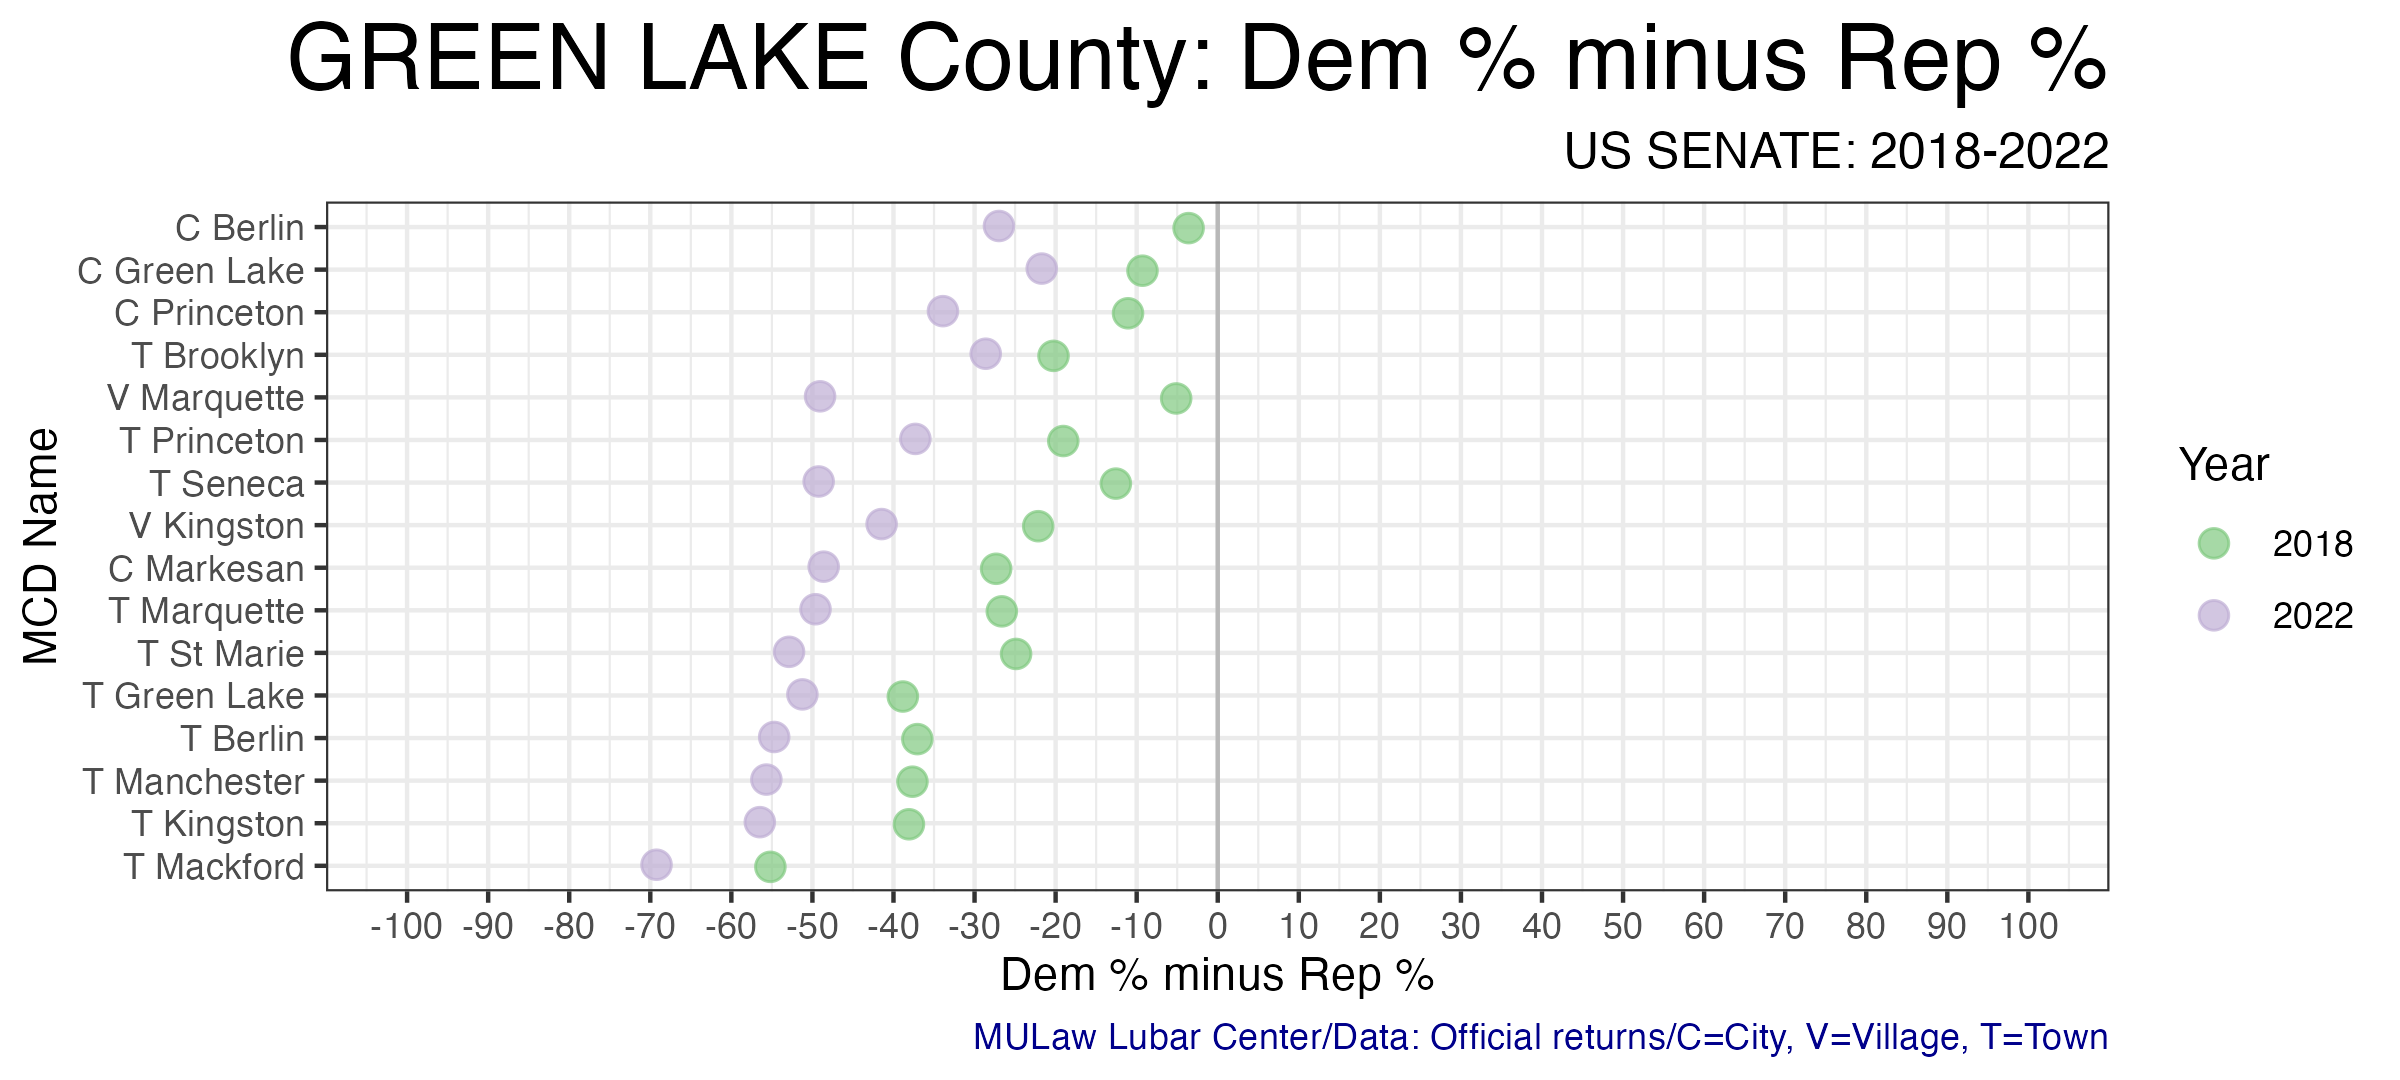 GREEN LAKE County: Dem % minus Rep %
US SENATE: 2018-2022
MCD Name
C Berlin
C Green Lake
C Princeton
T Brooklyn
V Marquette
T Princeton
T Seneca
V Kingston
C Markesan
T Marquette
T St Marie
T Green Lake
T Berlin
T Manchester
T Kingston
T Mackford
-100 -90 -80 -70 -60 -50 -40 -30 -20 -10 0 10 20 30 40 50 60 70 80 90 100
Dem % minus Rep %
Year
2018
2022
MULaw Lubar Center/Data: Official returns/C=City, V=Village, T=Town